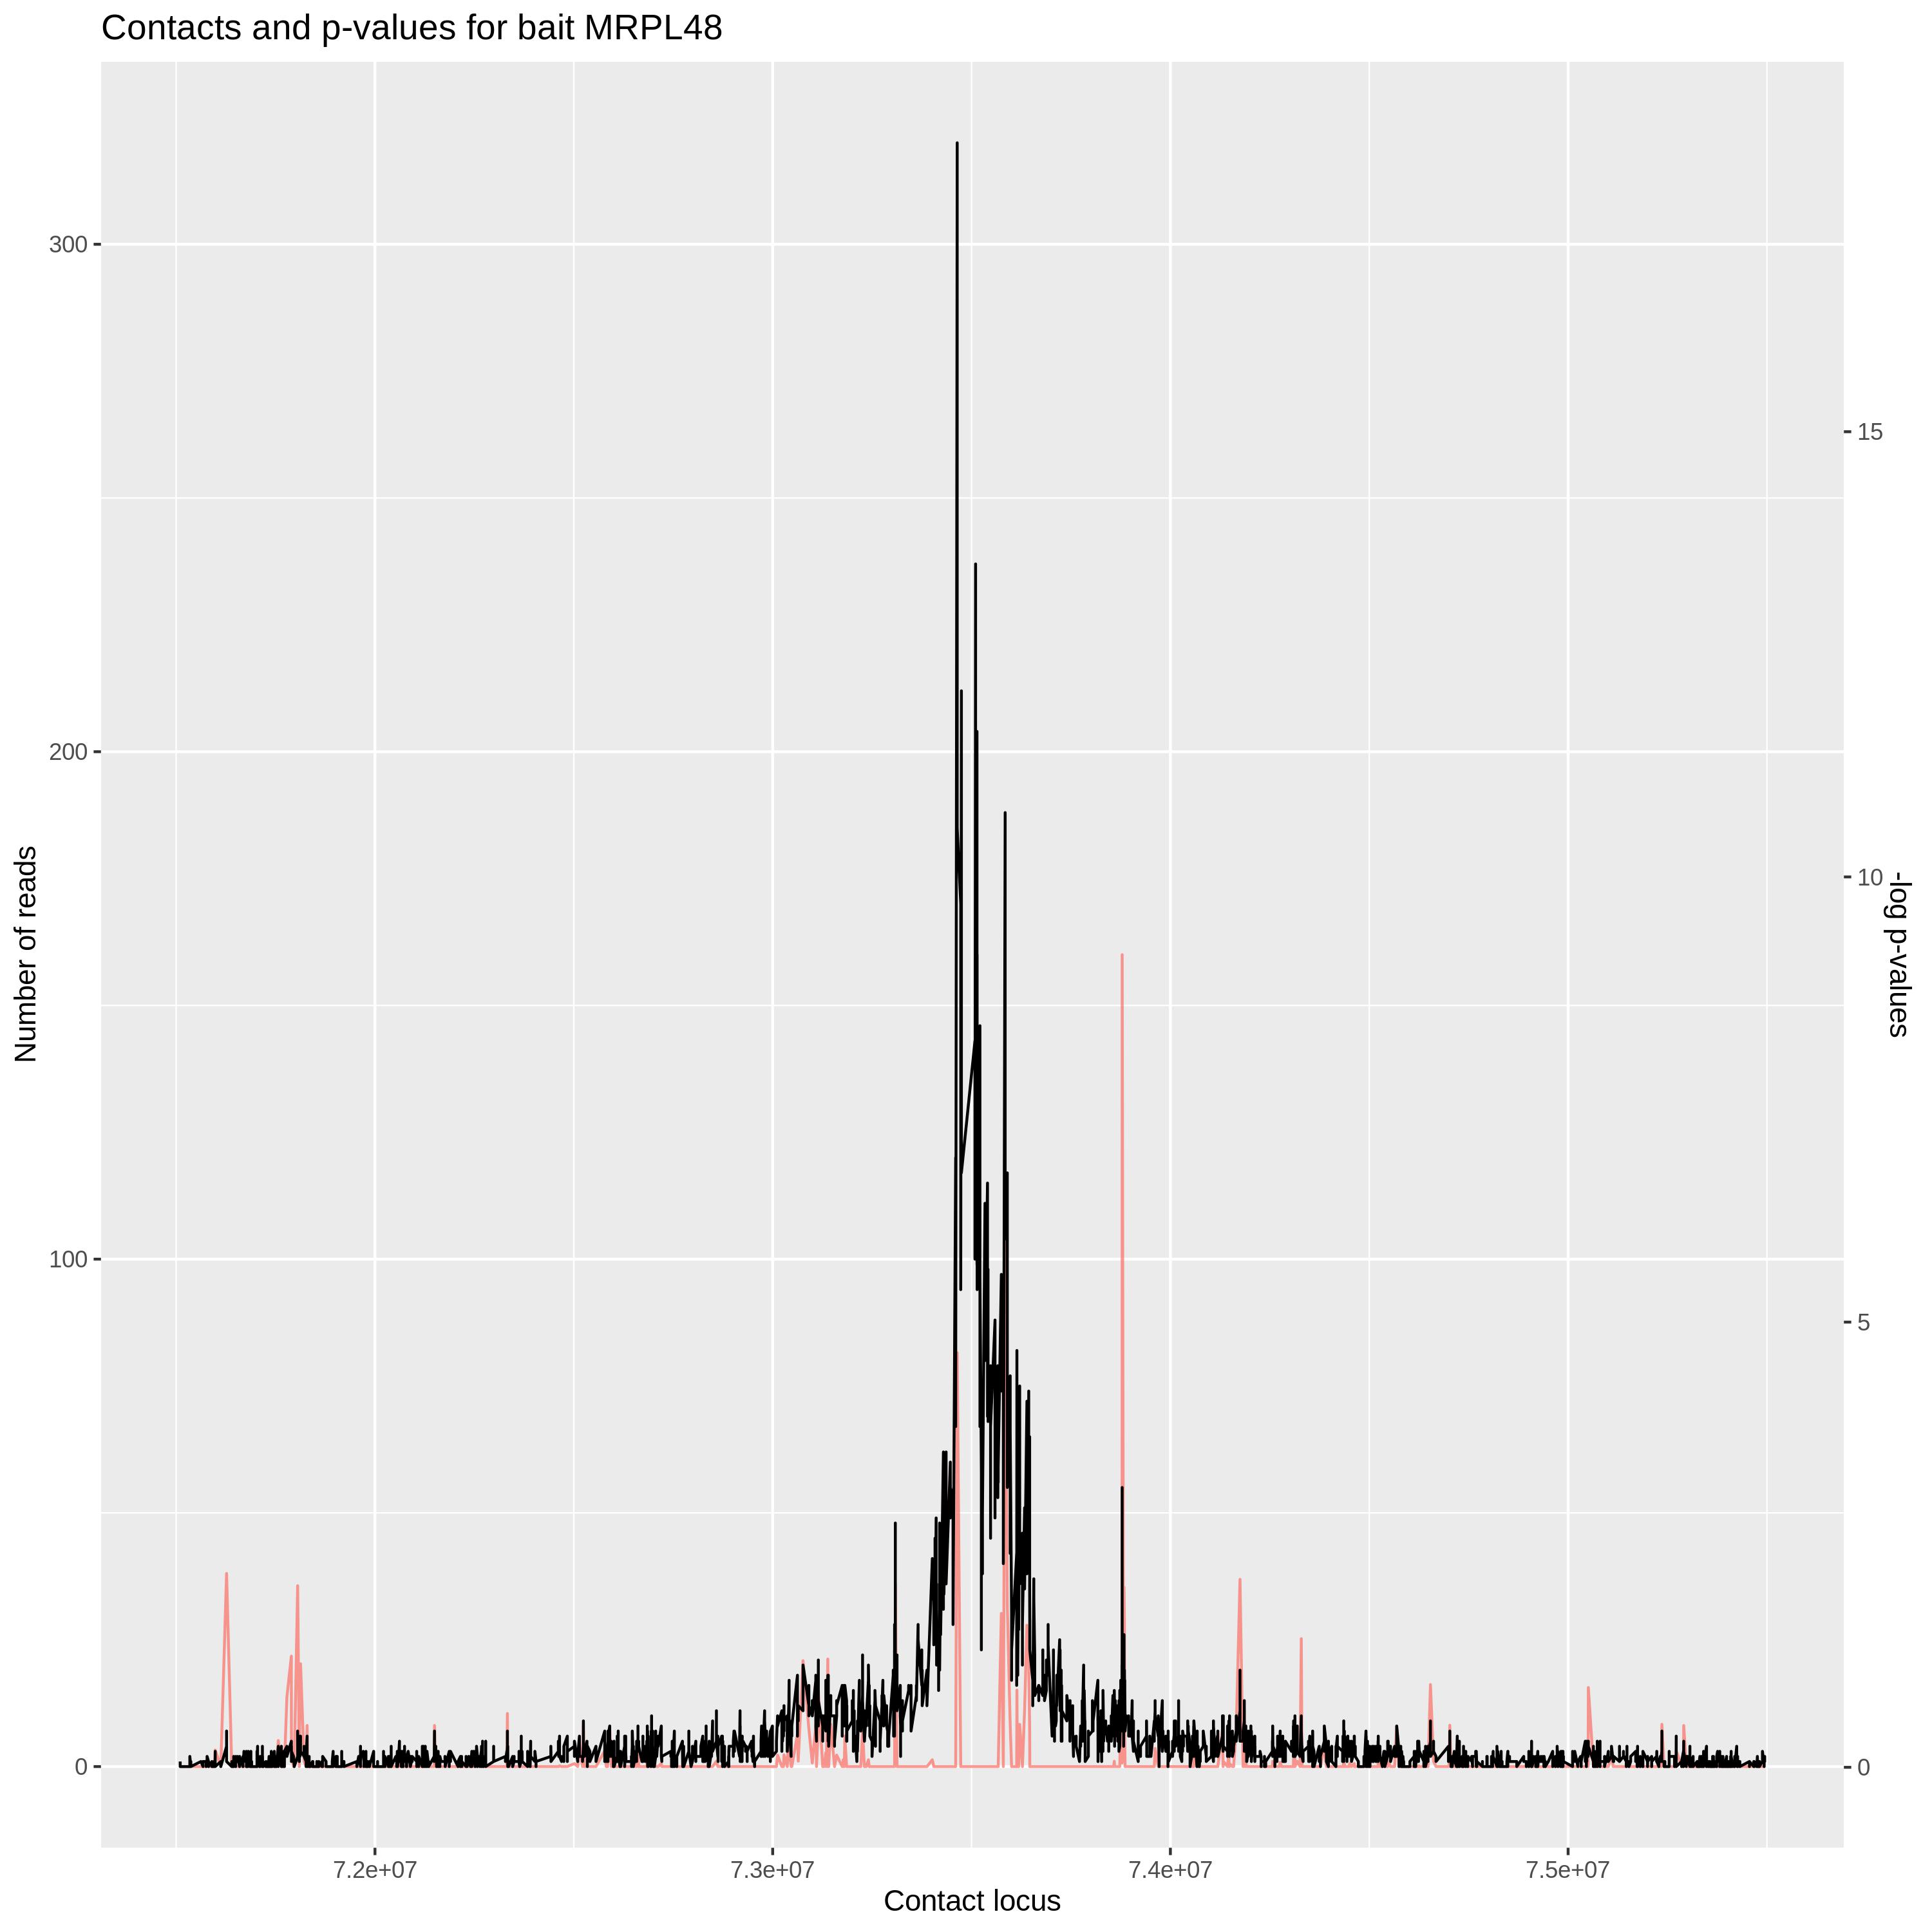 Contacts and p-values for bait MRPL48
300
200
100
0
Number of reads
15
10
5
0
-log p-values
7.2e+07
7.3e+07
7.4e+07
7.5e+07
Contact locus